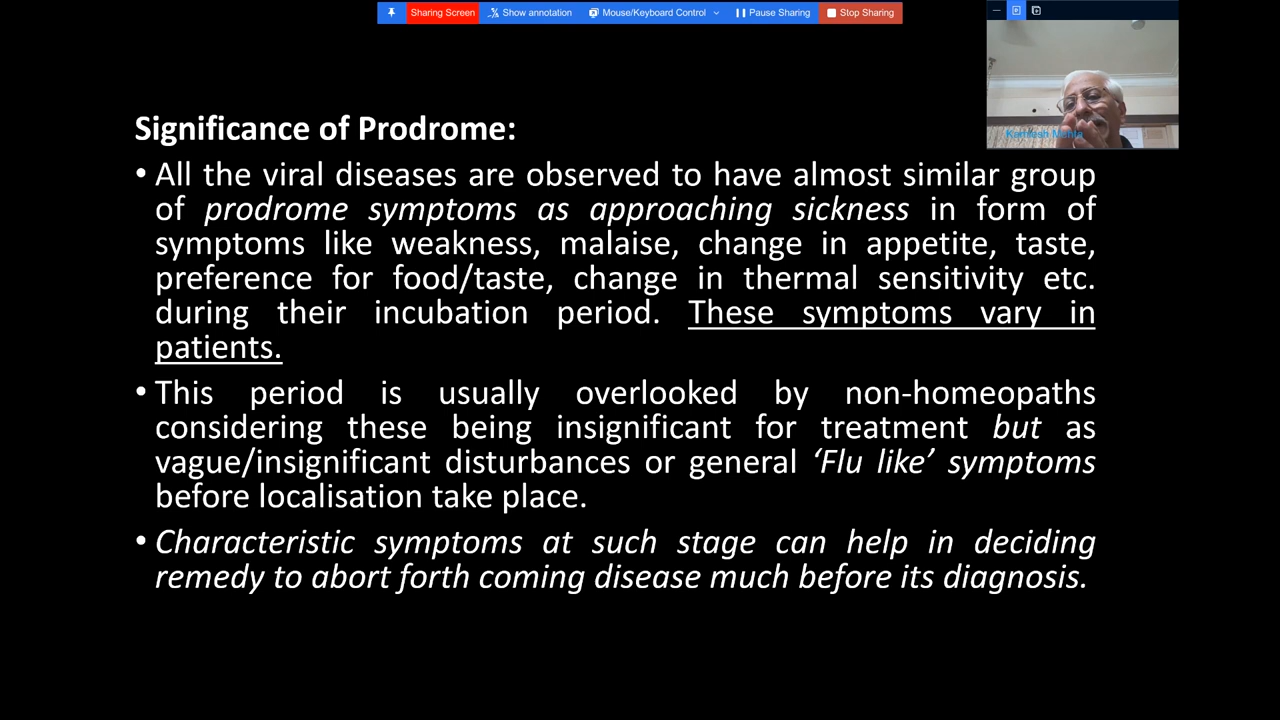 Sharing Screen Show annotation Mouse/Keyboard Control Pause Sharing Stop Sharing
Significance of Prodrome:
• All the viral diseases are observed to have almost similar group
of prodrome symptoms as approaching sickness in form of
symptoms like weakness, malaise, change in appetite, taste,
preference for food/taste, change in thermal sensitivity etc.
during their incubation period. These symptoms vary in
patients.
• This period is usually overlooked by non-homeopaths
considering these being insignificant for treatment but as
vague/insignificant disturbances or general ‘Flu like’ symptoms
before localisation take place.
• Characteristic symptoms at such stage can help in deciding
remedy to abort forth coming disease much before its diagnosis.